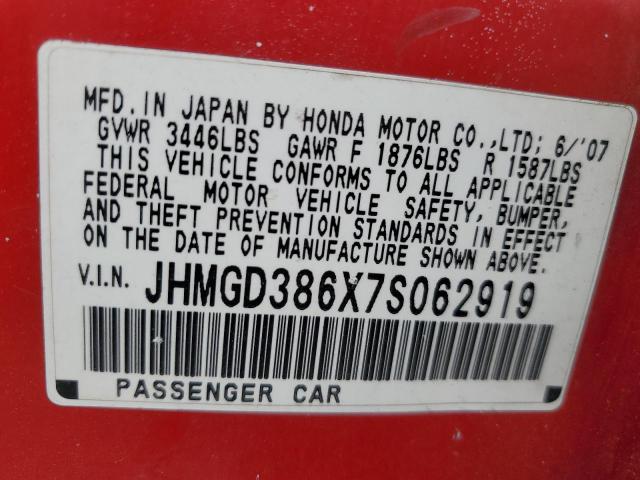 MFD. IN JAPAN BY HONDA MOTOR CO., LTD; 6/'07
GVWR 3446LBS GAWR F 1876LBS R 1587LBS
THIS VEHICLE CONFORMS TO ALL APPLICABLE
FEDERAL MOTOR VEHICLE SAFETY, BUMPER,
AND THEFT PREVENTION STANDARDS IN EFFECT
ON THE DATE OF MANUFACTURE SHOWN ABOVE.
V.I.N. JHMGD386X7S062919
PASSENGER CAR